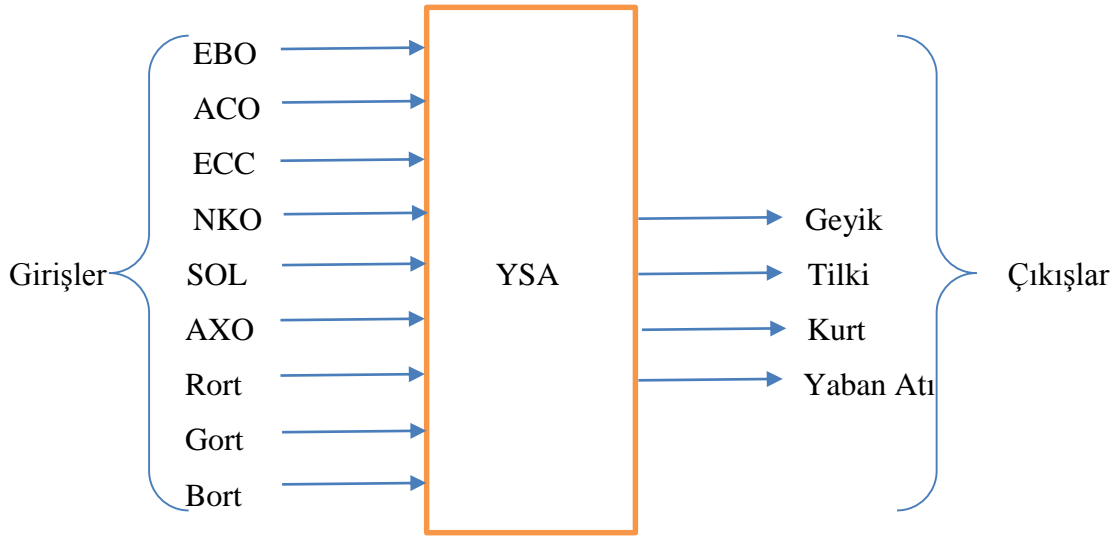 EBO
ACO
ECC
NKO
Geyik
Girişler
SOL
YSA
Tilki
Çıkışlar
AXO
Kurt
Rort
Yaban Atı
Gort
Bort